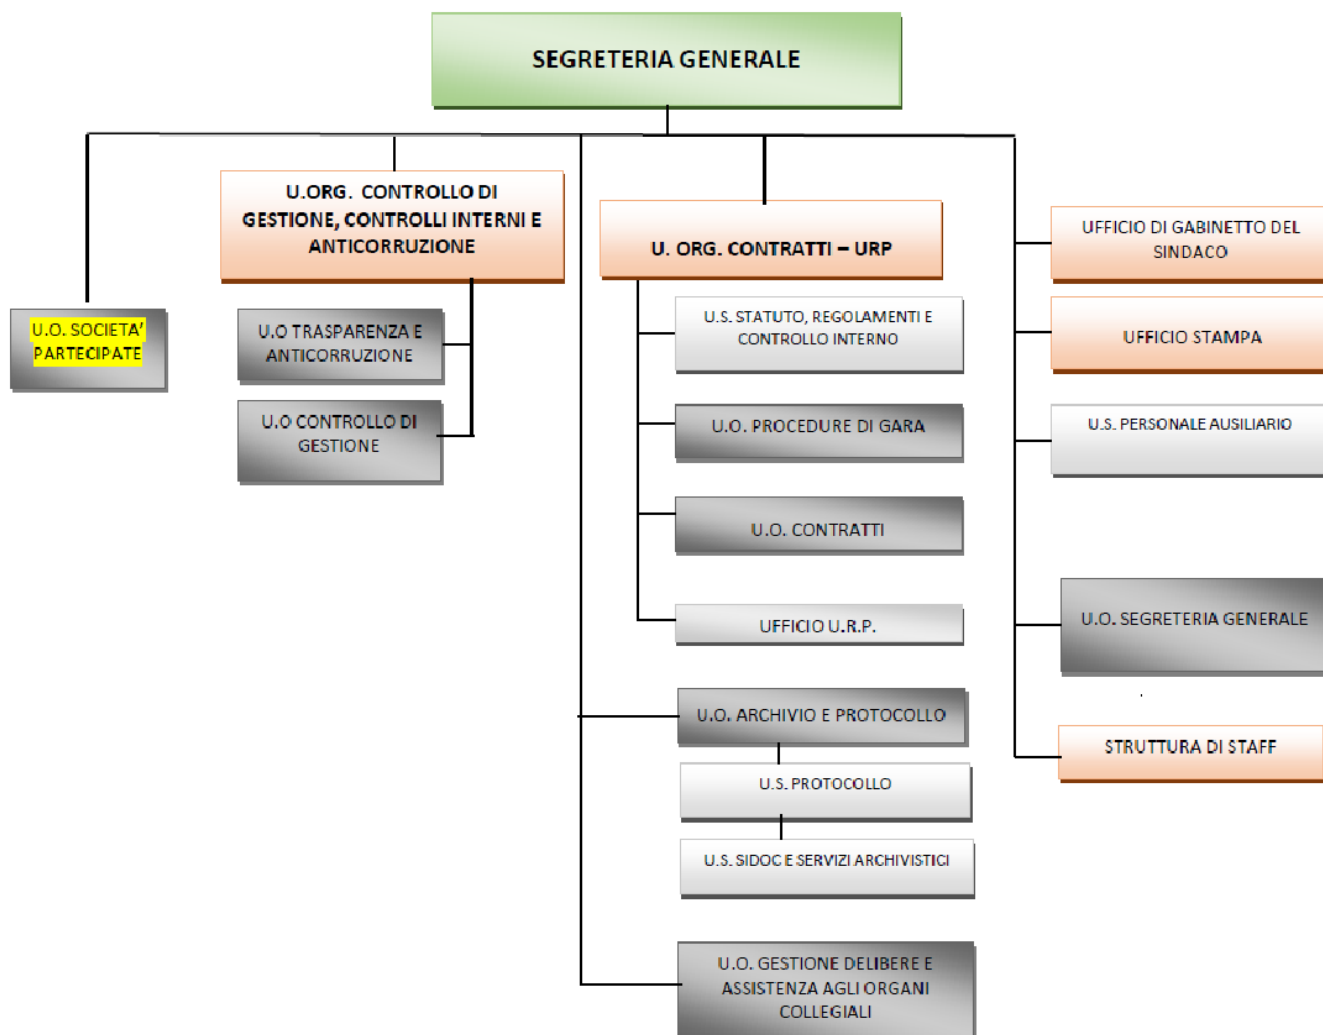 SEGRETERIA GENERALE
U.ORG. CONTROLLO DI
GESTIONE, CONTROLLI INTERNI E
ANTICORRUZIONE
U. ORG. CONTRATTI – URP
UFFICIO DI GABINETTO DEL
SINDACO
U.O. SOCIETA’
PARTECIPATE
U.O TRASPARENZA E
ANTICORRUZIONE
U.S. STATUTO, REGOLAMENTI E
CONTROLLO INTERNO
UFFICIO STAMPA
U.O CONTROLLO DI
GESTIONE
U.O. PROCEDURE DI GARA
U.S. PERSONALE AUSILIARIO
U.O. CONTRATTI
UFFICIO U.R.P.
U.O. SEGRETERIA GENERALE
U.O. ARCHIVIO E PROTOCOLLO
STRUTTURA DI STAFF
U.S. PROTOCOLLO
U.S. SIDOC E SERVIZI ARCHIVISTICI
U.O. GESTIONE DELIBERE E
ASSISTENZA AGLI ORGANI
COLLEGIALI